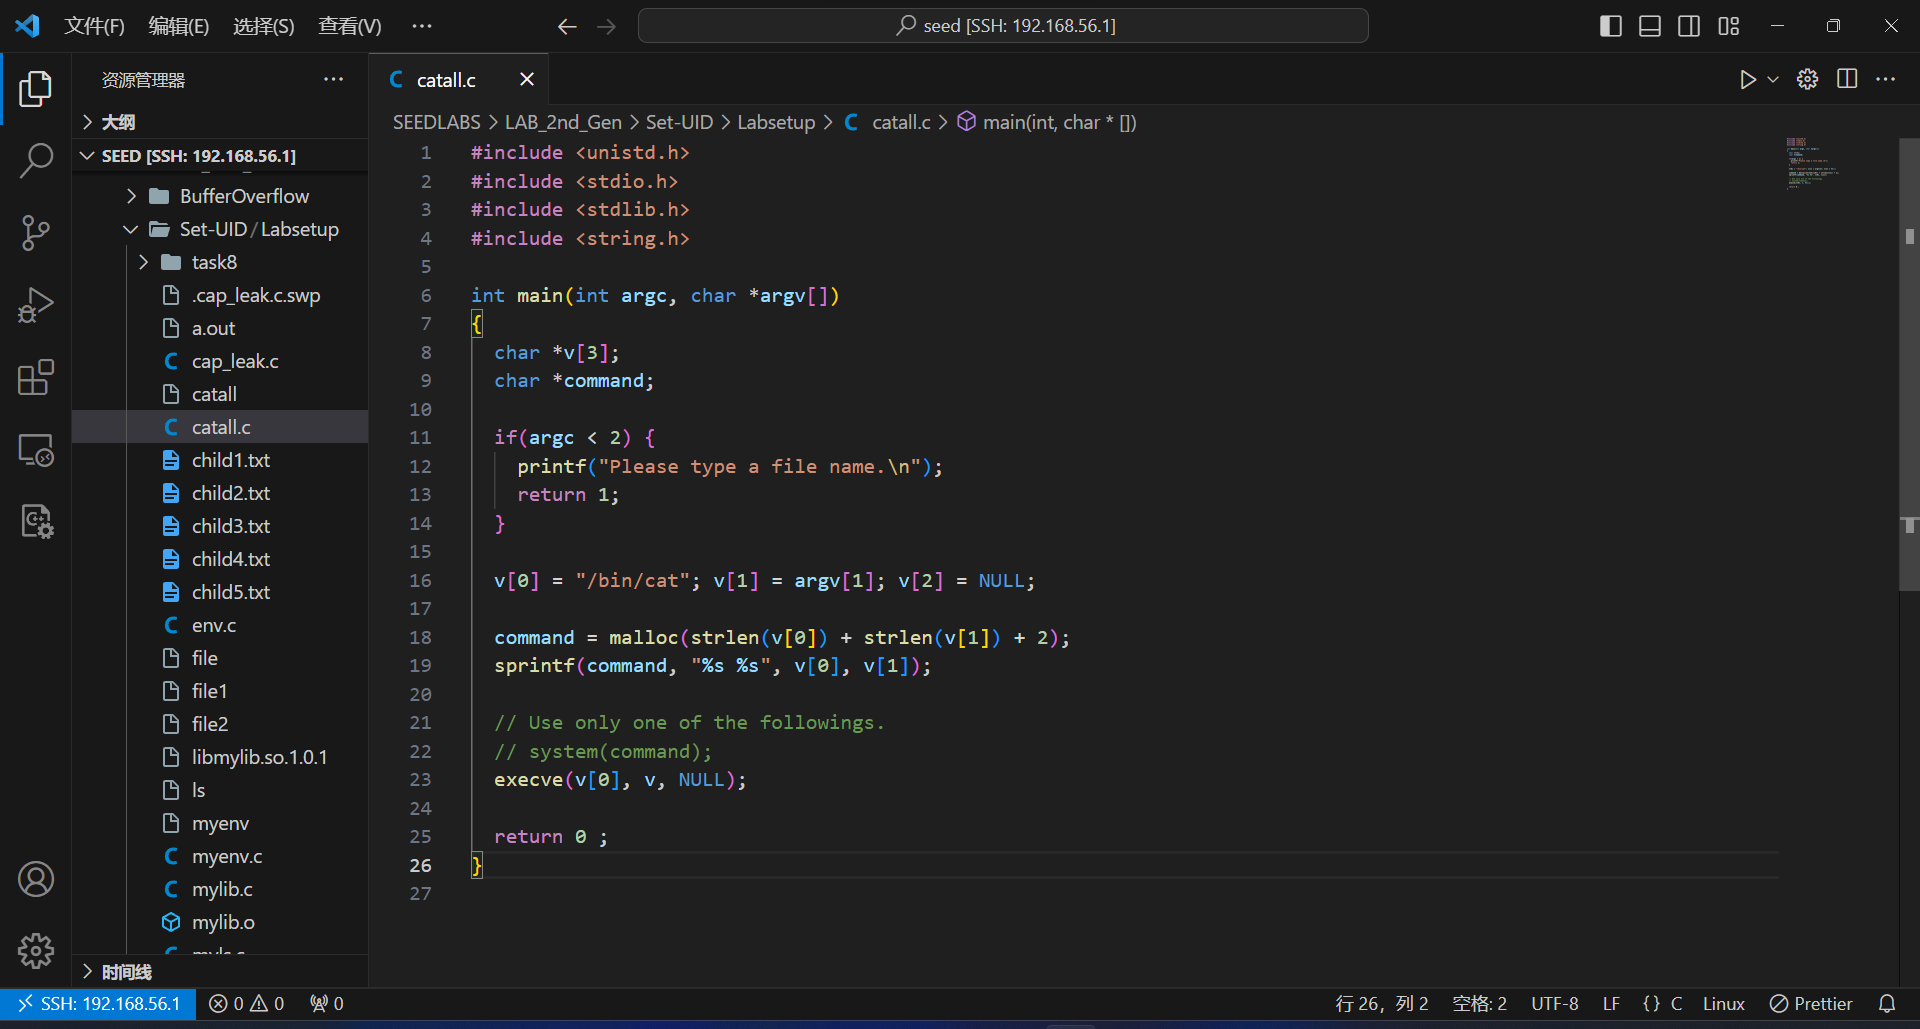 文件(F) 编辑(E) 选择(S) 查看(V) ···
seed [SSH: 192.168.56.1]
资源管理器 ···
大纲
SEED [SSH: 192.168.56.1]
BufferOverflow
Set-UID / Labsetup
task8
.cap_leak.c.swp
a.out
cap_leak.c
catall
catall.c
child1.txt
child2.txt
child3.txt
child4.txt
child5.txt
env.c
file
file1
file2
libmylib.so.1.0.1
ls
myenv
myenv.c
mylib.c
mylib.o
时间线
catall.c
SEEDLABS > LAB_2nd_Gen > Set-UID > Labsetup > catall.c > main(int, char * [])
1 #include <unistd.h>
2 #include <stdio.h>
3 #include <stdlib.h>
4 #include <string.h>
5
6 int main(int argc, char *argv[])
7 {
8 char *v[3];
9 char *command;
10
11 if(argc < 2) {
12 printf("Please type a file name.\n");
13 return 1;
14 }
15
16 v[0] = "/bin/cat"; v[1] = argv[1]; v[2] = NULL;
17
18 command = malloc(strlen(v[0]) + strlen(v[1]) + 2);
19 sprintf(command, "%s %s", v[0], v[1]);
20
21 // Use only one of the followings.
22 // system(command);
23 execve(v[0], v, NULL);
24
25 return 0 ;
26 }
27
SSH: 192.168.56.1 0 0 0 行 26，列 2 空格: 2 UTF-8 LF {} C Linux Prettier